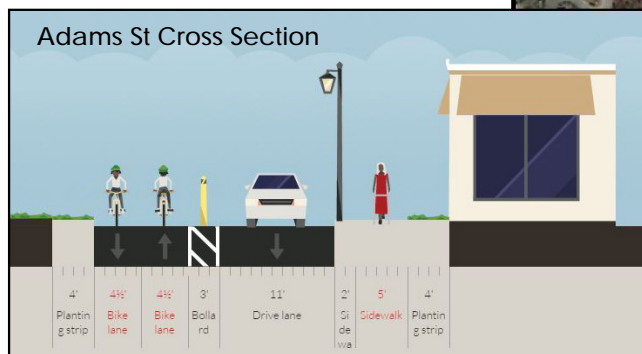 Adams St Cross Section
4' 4½' 4½' 3' 11' 2' 5' 4'
Plantin Bike Bike Bolla Drive lane Si Sidewalk Plantin
g strip lane lane rd de g strip
wa